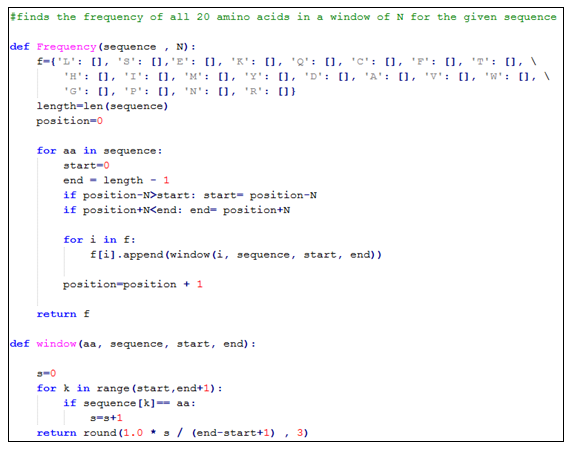 #finds the frequency of all 20 amino acids in a window of N for the given sequence
def Frequency(sequence , N):
f={'L': [], 'S': [],'E': [], 'K': [], 'Q': [], 'C': [], 'F': [], 'T': [], \
'H': [], 'I': [], 'M': [], 'Y': [], 'D': [], 'A': [], 'V': [], 'W': [], \
'G': [], 'P': [], 'N': [], 'R': []}
length=len(sequence)
position=0
for aa in sequence:
start=0
end = length - 1
if position-N>start: start= position-N
if position+N<end: end= position+N
for i in f:
f[i].append(window(i, sequence, start, end))
position=position + 1
return f
def window(aa, sequence, start, end):
s=0
for k in range(start,end+1):
if sequence[k]== aa:
s=s+1
return round(1.0 * s / (end-start+1) , 3)